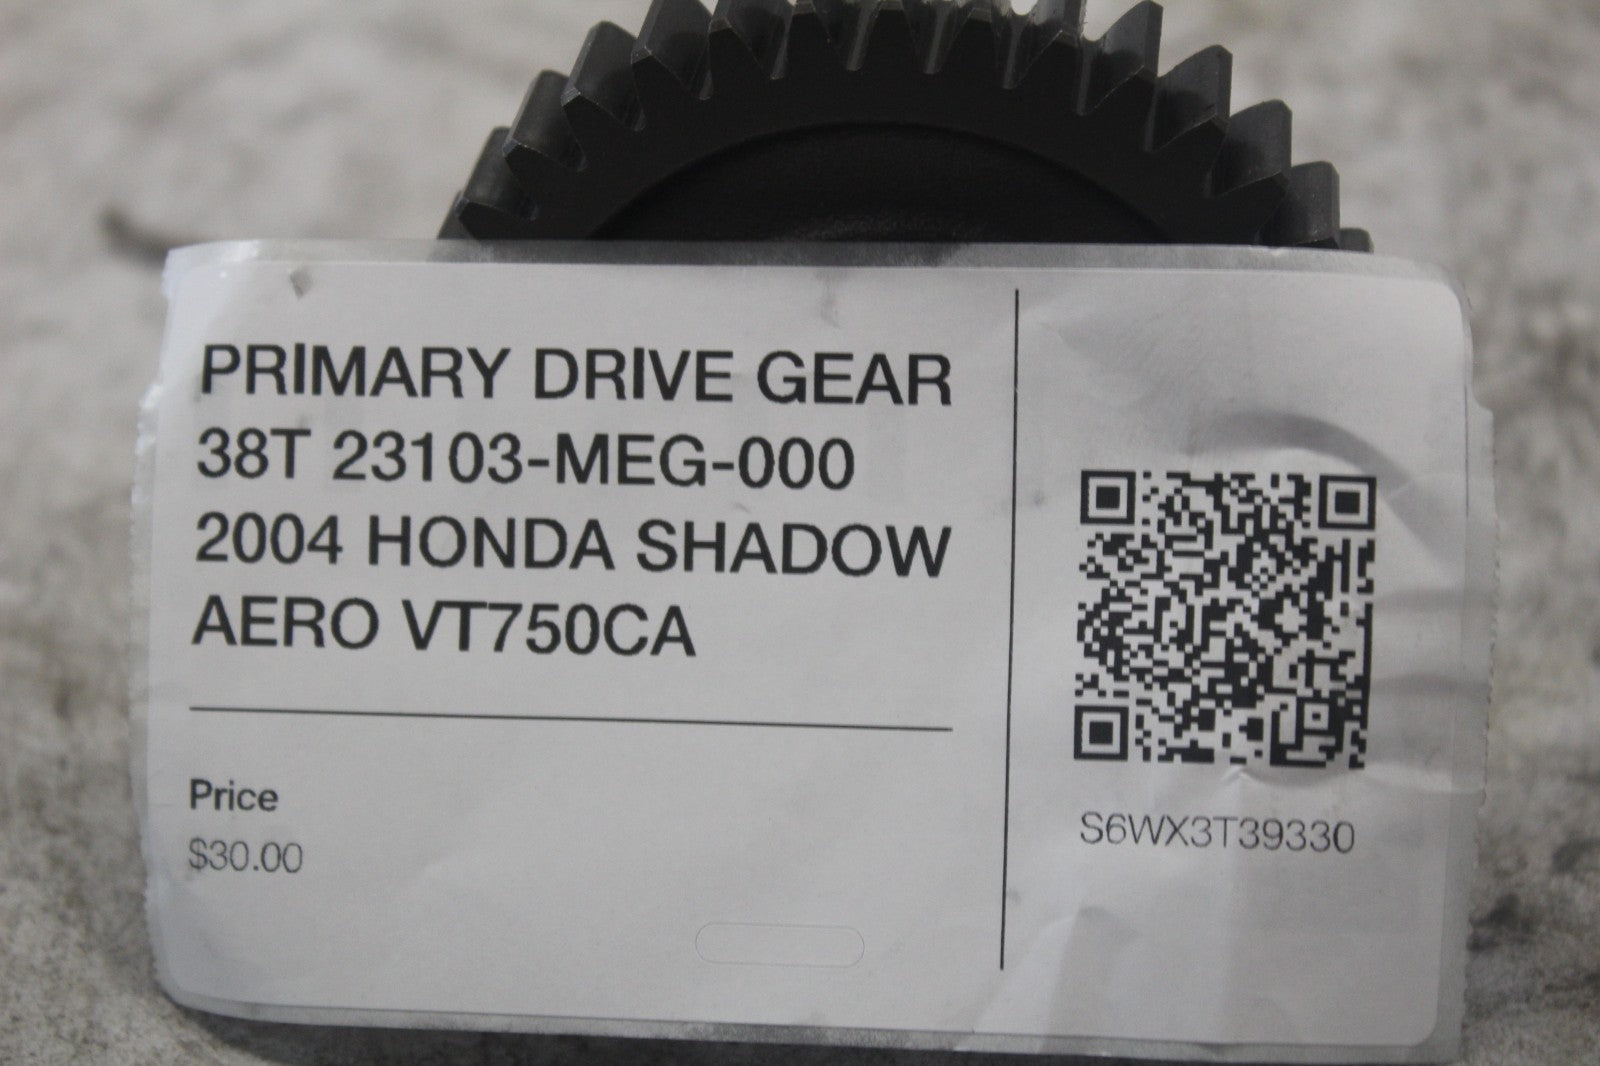 PRIMARY DRIVE GEAR
38T 23103-MEG-000
2004 HONDA SHADOW
AERO VT750CA
Price
$30.00
S6WX3T39330